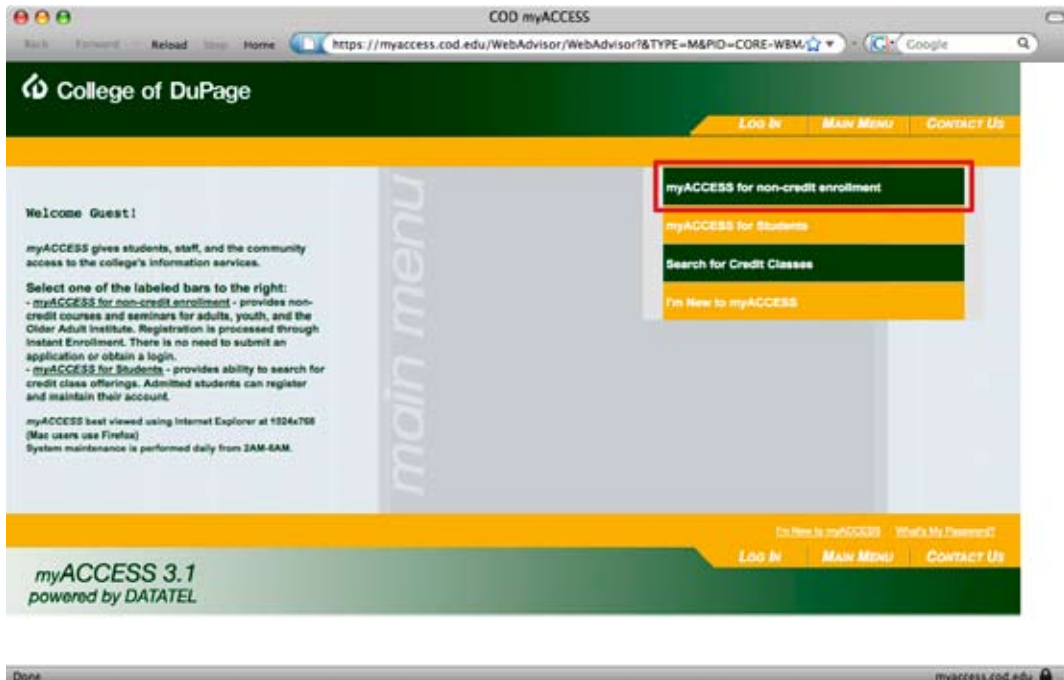 COD myACCESS
Back Forward Reload Stop Home https://myaccess.cod.edu/WebAdvisor/WebAdvisor?&TYPE=M&PID=CORE-WBM Google
College of DuPage
LOG IN MAIN MENU CONTACT US
main menu
myACCESS for non-credit enrollment
myACCESS for Students
Search for Credit Classes
I'm New to myACCESS
Welcome Guest!
myACCESS gives students, staff, and the community
access to the college's information services.
Select one of the labeled bars to the right:
- myACCESS for non-credit enrollment - provides non-
credit courses and seminars for adults, youth, and the
Older Adult Institute. Registration is processed through
Instant Enrollment. There is no need to submit an
application or obtain a login.
- myACCESS for Students - provides ability to search for
credit class offerings. Admitted students can register
and maintain their account.
myACCESS best viewed using Internet Explorer at 1024x768
(Mac users use Firefox)
System maintenance is performed daily from 2AM-6AM.
I'm New to myACCESS What's My Password?
LOG IN MAIN MENU CONTACT US
myACCESS 3.1
powered by DATATEL
Done myaccess.cod.edu